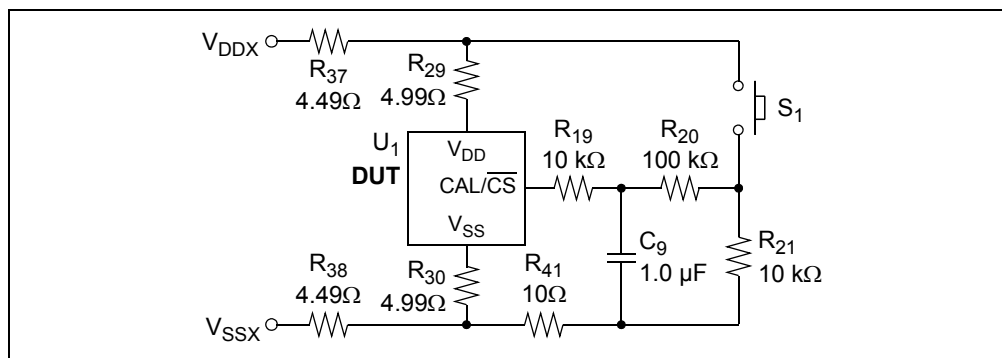 V_DDX
R_37
4.49Ω
R_29
4.99Ω
S_1
U_1
DUT
V_DD
CAL/C̅S̅
V_SS
R_19
10 kΩ
R_20
100 kΩ
C_9
1.0 µF
R_21
10 kΩ
R_38
4.49Ω
R_30
4.99Ω
R_41
10Ω
V_SSX